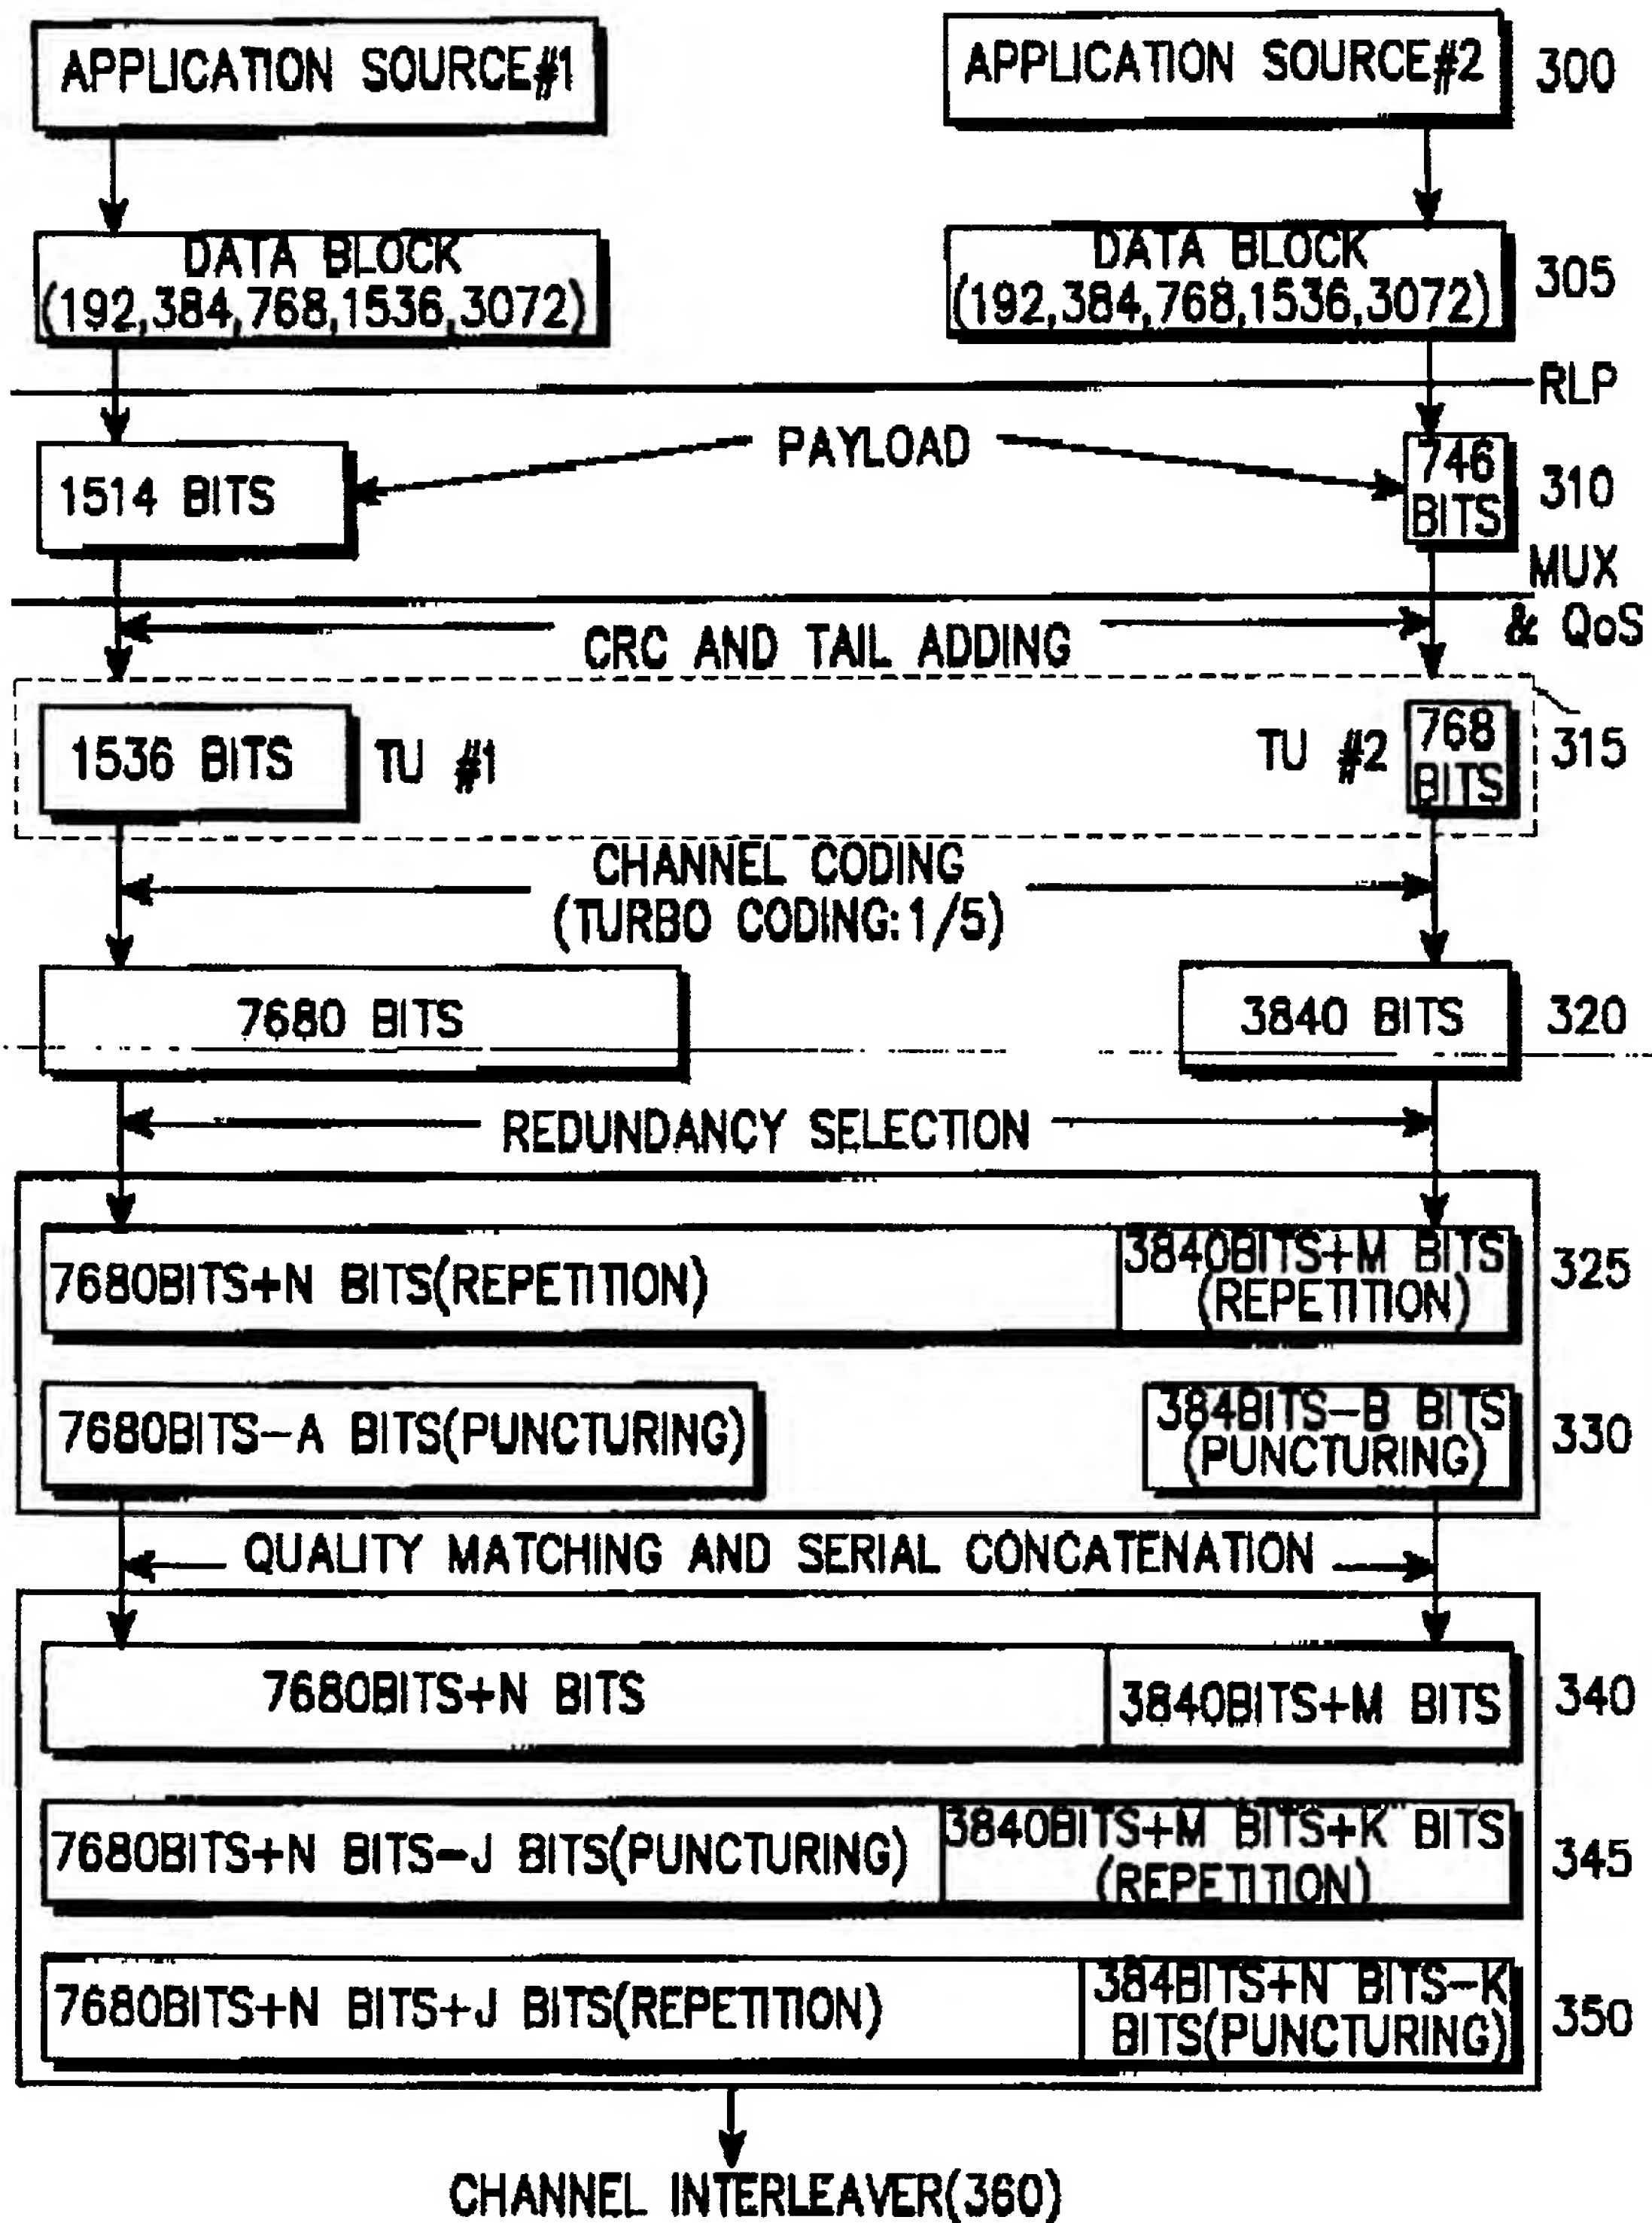 APPLICATION SOURCE#1
APPLICATION SOURCE#2
300
DATA BLOCK
(192,384,768,1536,3072)
DATA BLOCK
(192,384,768,1536,3072)
305
RLP
1514 BITS
PAYLOAD
746
BITS
310
MUX
& QoS
CRC AND TAIL ADDING
1536 BITS
TU #1
TU #2
768
BITS
315
CHANNEL CODING
(TURBO CODING:1/5)
7680 BITS
3840 BITS
320
REDUNDANCY SELECTION
7680BITS+N BITS(REPETITION)
3840BITS+M BITS
(REPETITION)
325
7680BITS-A BITS(PUNCTURING)
384BITS-B BITS
(PUNCTURING)
330
QUALITY MATCHING AND SERIAL CONCATENATION
7680BITS+N BITS
3840BITS+M BITS
340
7680BITS+N BITS-J BITS(PUNCTURING)
3840BITS+M BITS+K BITS
(REPETITION)
345
7680BITS+N BITS+J BITS(REPETITION)
384BITS+N BITS-K
BITS(PUNCTURING)
350
CHANNEL INTERLEAVER(360)